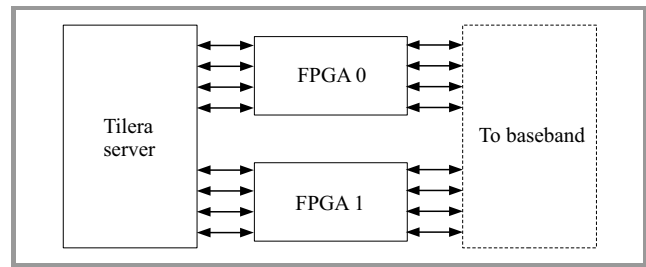 Tilera
server
FPGA 0
FPGA 1
To baseband